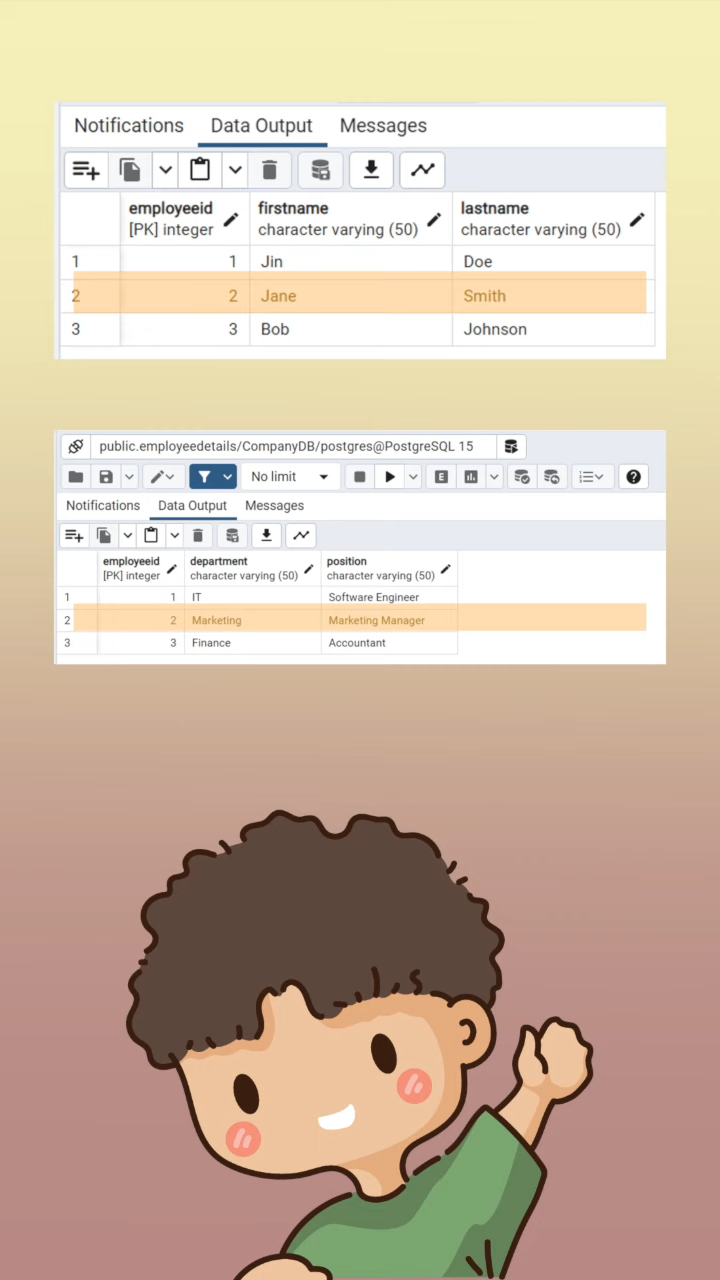 Notifications Data Output Messages
employeeid firstname lastname
[PK] integer character varying (50) character varying (50)
1 1 Jin Doe
2 2 Jane Smith
3 3 Bob Johnson
public.employeedetails/CompanyDB/postgres@PostgreSQL 15
No limit E ?
Notifications Data Output Messages
employeeid department position
[PK] integer character varying (50) character varying (50)
1 1 IT Software Engineer
2 2 Marketing Marketing Manager
3 3 Finance Accountant